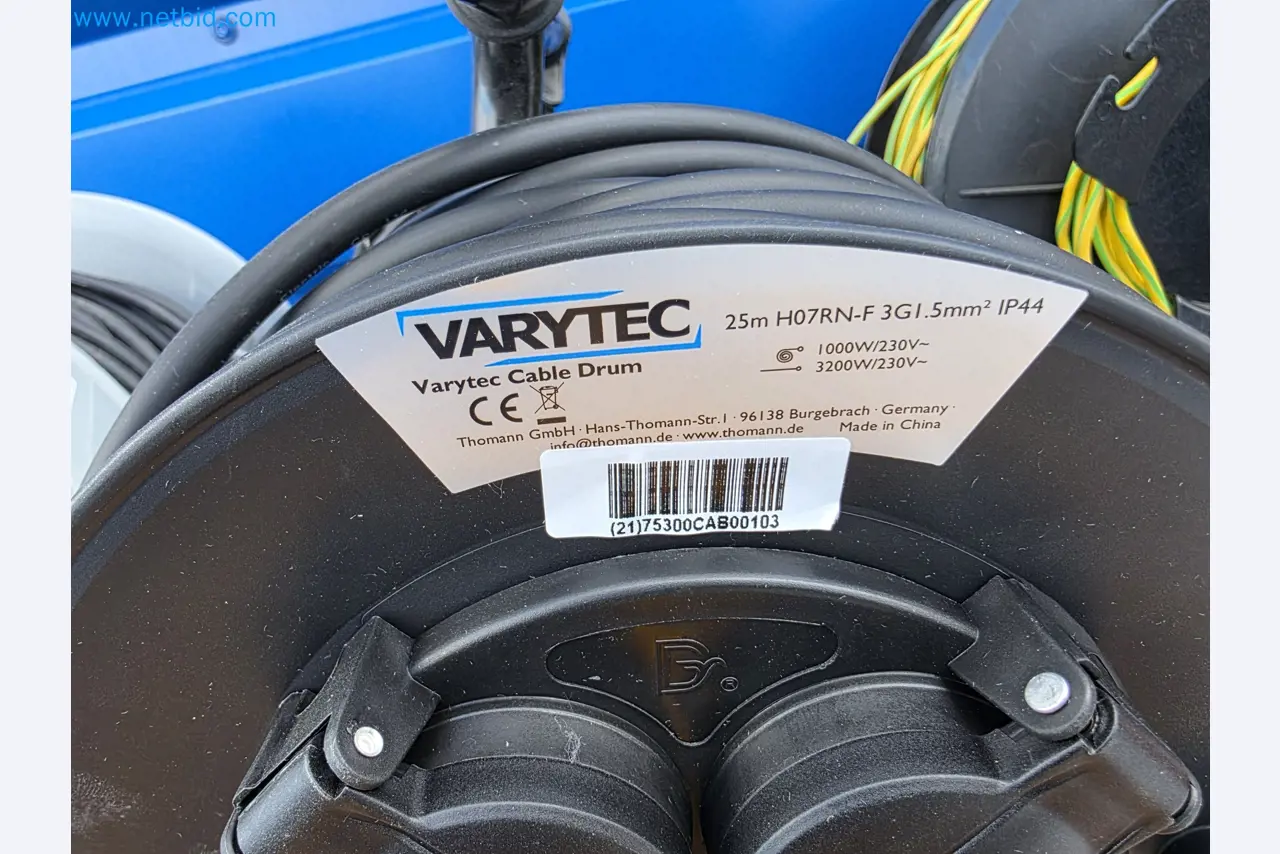 www.netbid.com
electric
VARYTEC
25m H07RN-F 3G1.5mm² IP44
1000W/230V~
3200W/230V~
Varytec Cable Drum
CE
Thomann GmbH · Hans-Thomann-Str.1 · 96138 Burgebrach · Germany ·
info@thomann.de · www.thomann.de Made in China
(21)75300CAB00103
®